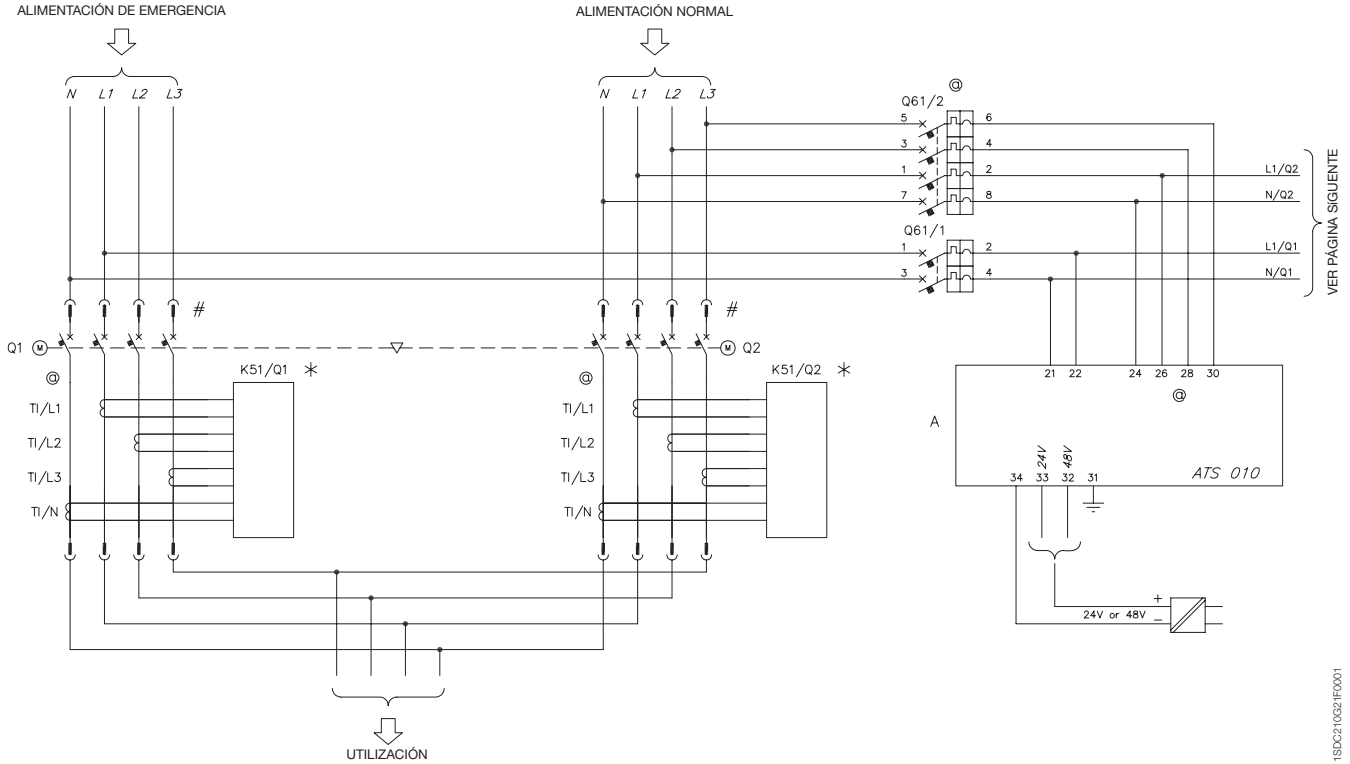 ALIMENTACIÓN DE EMERGENCIA
ALIMENTACIÓN NORMAL
N L1 L2 L3
N L1 L2 L3
@
Q61/2
5 6
3 4
1 2 L1/Q2
7 8 N/Q2
Q61/1
1 2 L1/Q1
3 4 N/Q1
VER PÁGINA SIGUENTE
#
#
Q1 M
M Q2
@
K51/Q1 *
@
K51/Q2 *
TI/L1
TI/L2
TI/L3
TI/N
TI/L1
TI/L2
TI/L3
TI/N
21 22 24 26 28 30
@
A
24V 48V
34 33 32 31
ATS 010
+
24V or 48V −
UTILIZACIÓN
1SDC210G21F0001